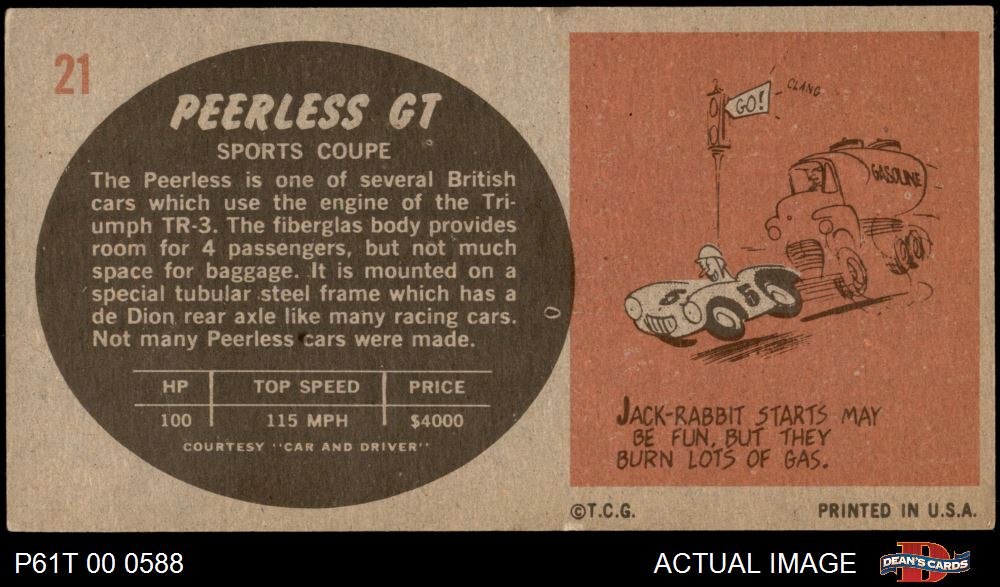 21
PEERLESS GT
SPORTS COUPE
The Peerless is one of several British
cars which use the engine of the Tri-
umph TR-3. The fiberglas body provides
room for 4 passengers, but not much
space for baggage. It is mounted on a
special tubular steel frame which has a
de Dion rear axle like many racing cars.
Not many Peerless cars were made.
HP TOP SPEED PRICE
100 115 MPH $4000
COURTESY "CAR AND DRIVER"
GO!
CLANG
GASOLINE
6 5
JACK-RABBIT STARTS MAY
BE FUN, BUT THEY
BURN LOTS OF GAS.
©T.C.G. PRINTED IN U.S.A.
P61T 00 0588 ACTUAL IMAGE
D
DEAN'S CARDS